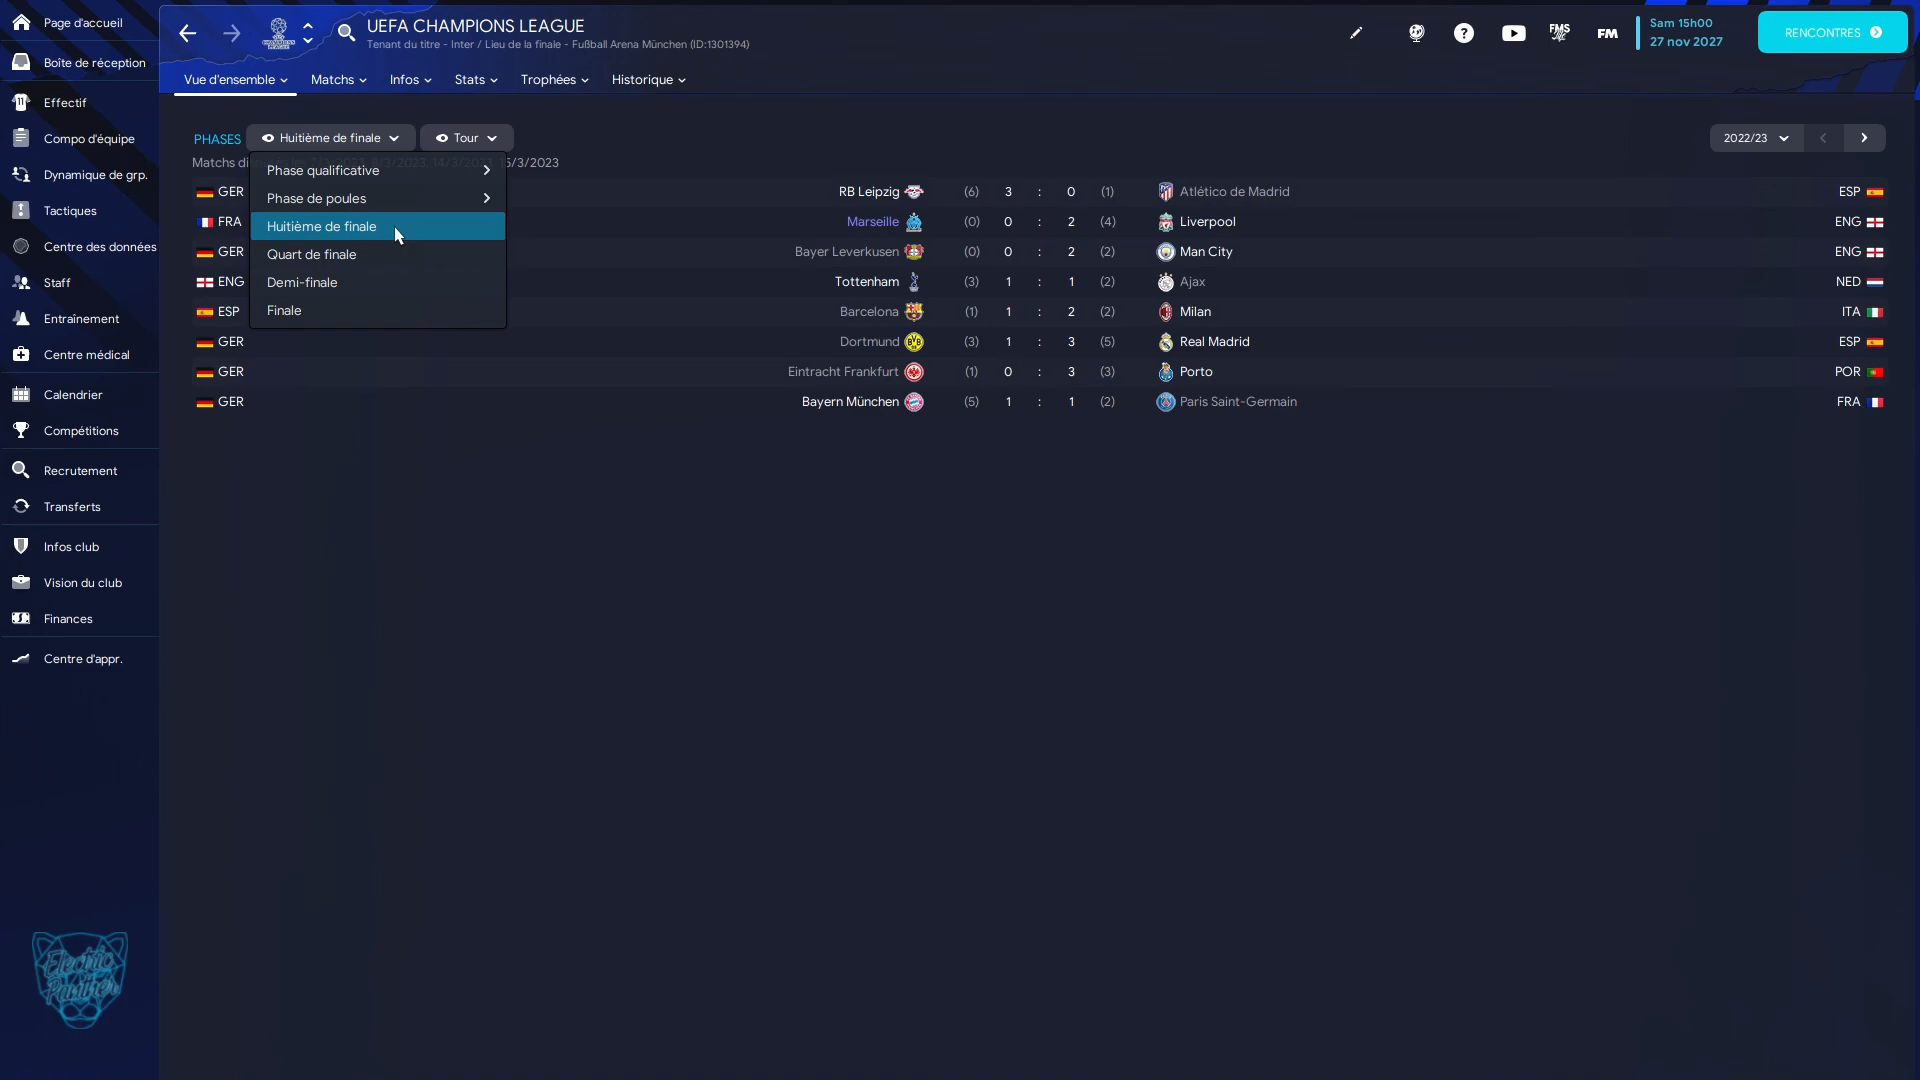 Page d'accueil
Boîte de réception
Effectif
Compo d'équipe
Dynamique de grp.
Tactiques
Centre des données
Staff
Entraînement
Centre médical
Calendrier
Compétitions
Recrutement
Transferts
Infos club
Vision du club
Finances
Centre d'appr.
Electric Panther
UEFA CHAMPIONS LEAGUE
Tenant du titre - Inter / Lieu de la finale - Fußball Arena München (ID:1301394)
FMS
FM
Sam 15h00
27 nov 2027
RENCONTRES
Vue d'ensemble Matchs Infos Stats Trophées Historique
PHASES Huitième de finale Tour 2022/23
Matchs 15/3/2023
Phase qualificative
Phase de poules
Huitième de finale
Quart de finale
Demi-finale
Finale
GER RB Leipzig (6) 3 : 0 (1) Atlético de Madrid ESP
FRA Marseille (0) 0 : 2 (4) Liverpool ENG
GER Bayer Leverkusen (0) 0 : 2 (2) Man City ENG
ENG Tottenham (3) 1 : 1 (2) Ajax NED
ESP Barcelona (1) 1 : 2 (2) Milan ITA
GER Dortmund (3) 1 : 3 (5) Real Madrid ESP
GER Eintracht Frankfurt (1) 0 : 3 (3) Porto POR
GER Bayern München (5) 1 : 1 (2) Paris Saint-Germain FRA